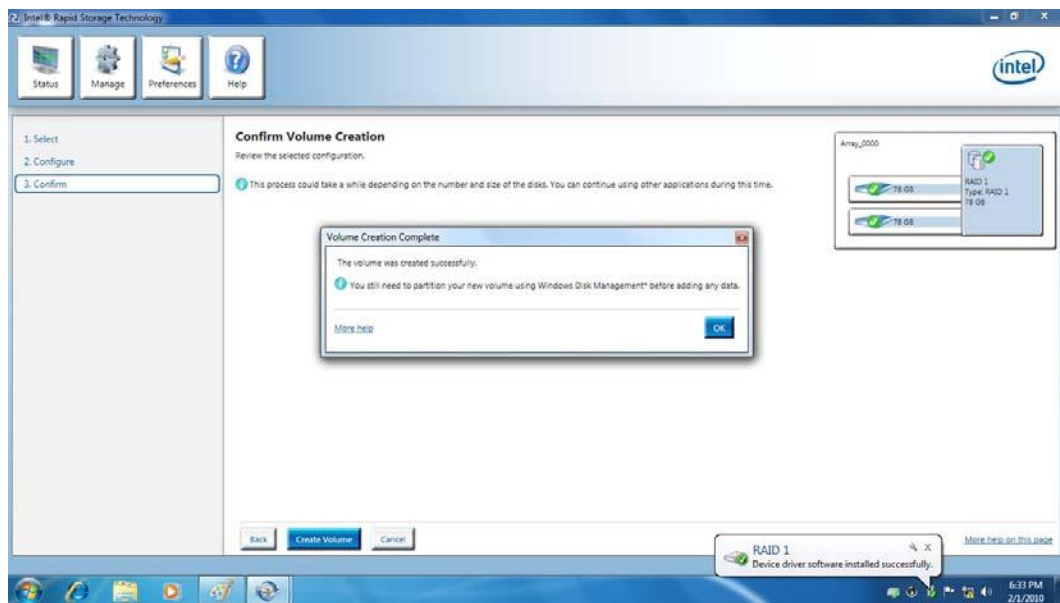 Intel® Rapid Storage Technology
Status
Manage
Preferences
Help
intel
1. Select
2. Configure
3. Confirm
Confirm Volume Creation
Review the selected configuration.
This process could take a while depending on the number and size of the disks. You can continue using other applications during this time.
Array_0000
78 GB
78 GB
RAID 1
Type: RAID 1
78 GB
Volume Creation Complete
The volume was created successfully.
You still need to partition your new volume using Windows Disk Management* before adding any data.
More help
OK
Back
Create Volume
Cancel
More help on this page
RAID 1
Device driver software installed successfully.
6:33 PM
2/1/2010